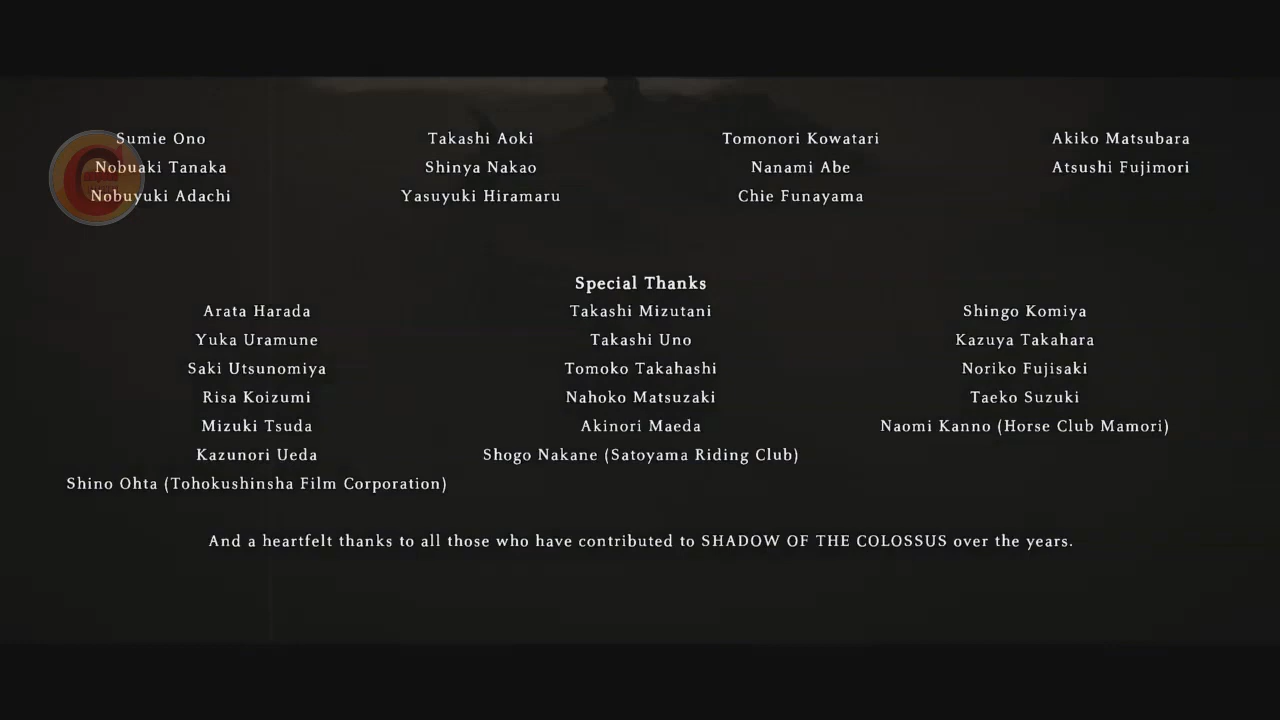 Sumie Ono Takashi Aoki Tomonori Kowatari Akiko Matsubara
Nobuaki Tanaka Shinya Nakao Nanami Abe Atsushi Fujimori
Nobuyuki Adachi Yasuyuki Hiramaru Chie Funayama
Special Thanks
Arata Harada Takashi Mizutani Shingo Komiya
Yuka Uramune Takashi Uno Kazuya Takahara
Saki Utsunomiya Tomoko Takahashi Noriko Fujisaki
Risa Koizumi Nahoko Matsuzaki Taeko Suzuki
Mizuki Tsuda Akinori Maeda Naomi Kanno (Horse Club Mamori)
Kazunori Ueda Shogo Nakane (Satoyama Riding Club)
Shino Ohta (Tohokushinsha Film Corporation)
And a heartfelt thanks to all those who have contributed to SHADOW OF THE COLOSSUS over the years.